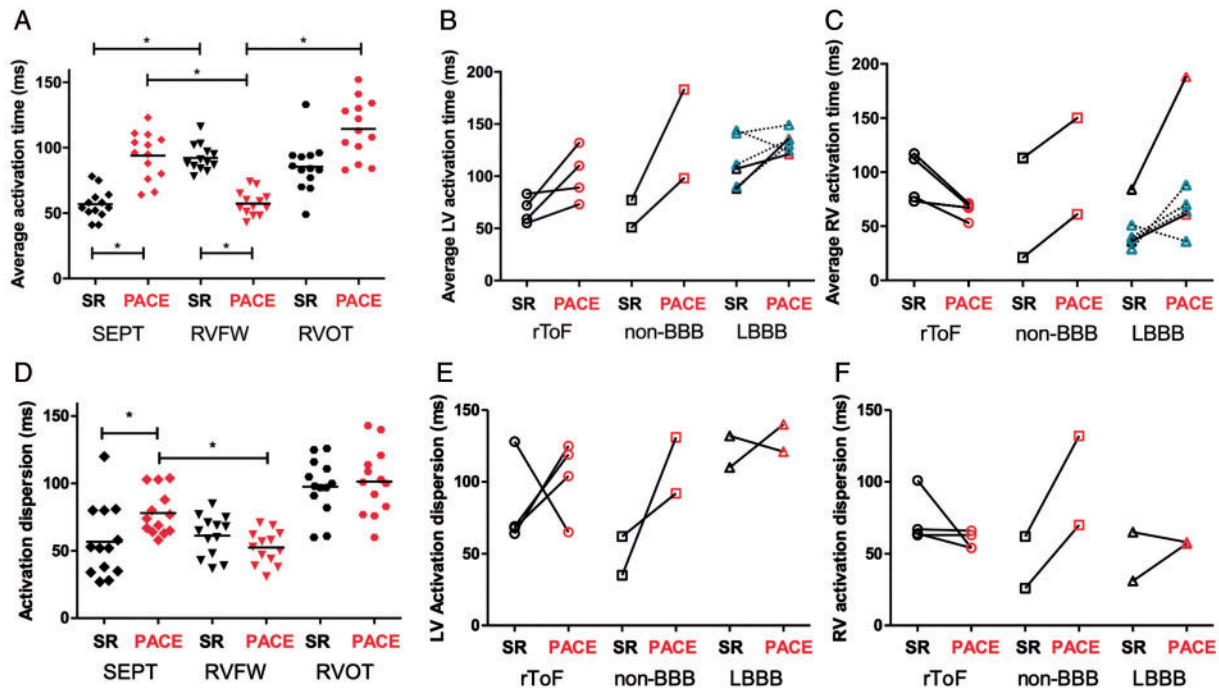 A
Average activation time (ms)
150
100
50
0
*
*
*
*
*
SR PACE SR PACE SR PACE
SEPT RVFW RVOT
B
Average LV activation time (ms)
200
150
100
50
0
SR PACE SR PACE SR PACE
rToF non-BBB LBBB
C
Average RV activation time (ms)
200
150
100
50
0
SR PACE SR PACE SR PACE
rToF non-BBB LBBB
D
Activation dispersion (ms)
150
100
50
0
*
*
SR PACE SR PACE SR PACE
SEPT RVFW RVOT
E
LV Activation dispersion (ms)
150
100
50
0
SR PACE SR PACE SR PACE
rToF non-BBB LBBB
F
RV activation dispersion (ms)
150
100
50
0
SR PACE SR PACE SR PACE
rToF non-BBB LBBB